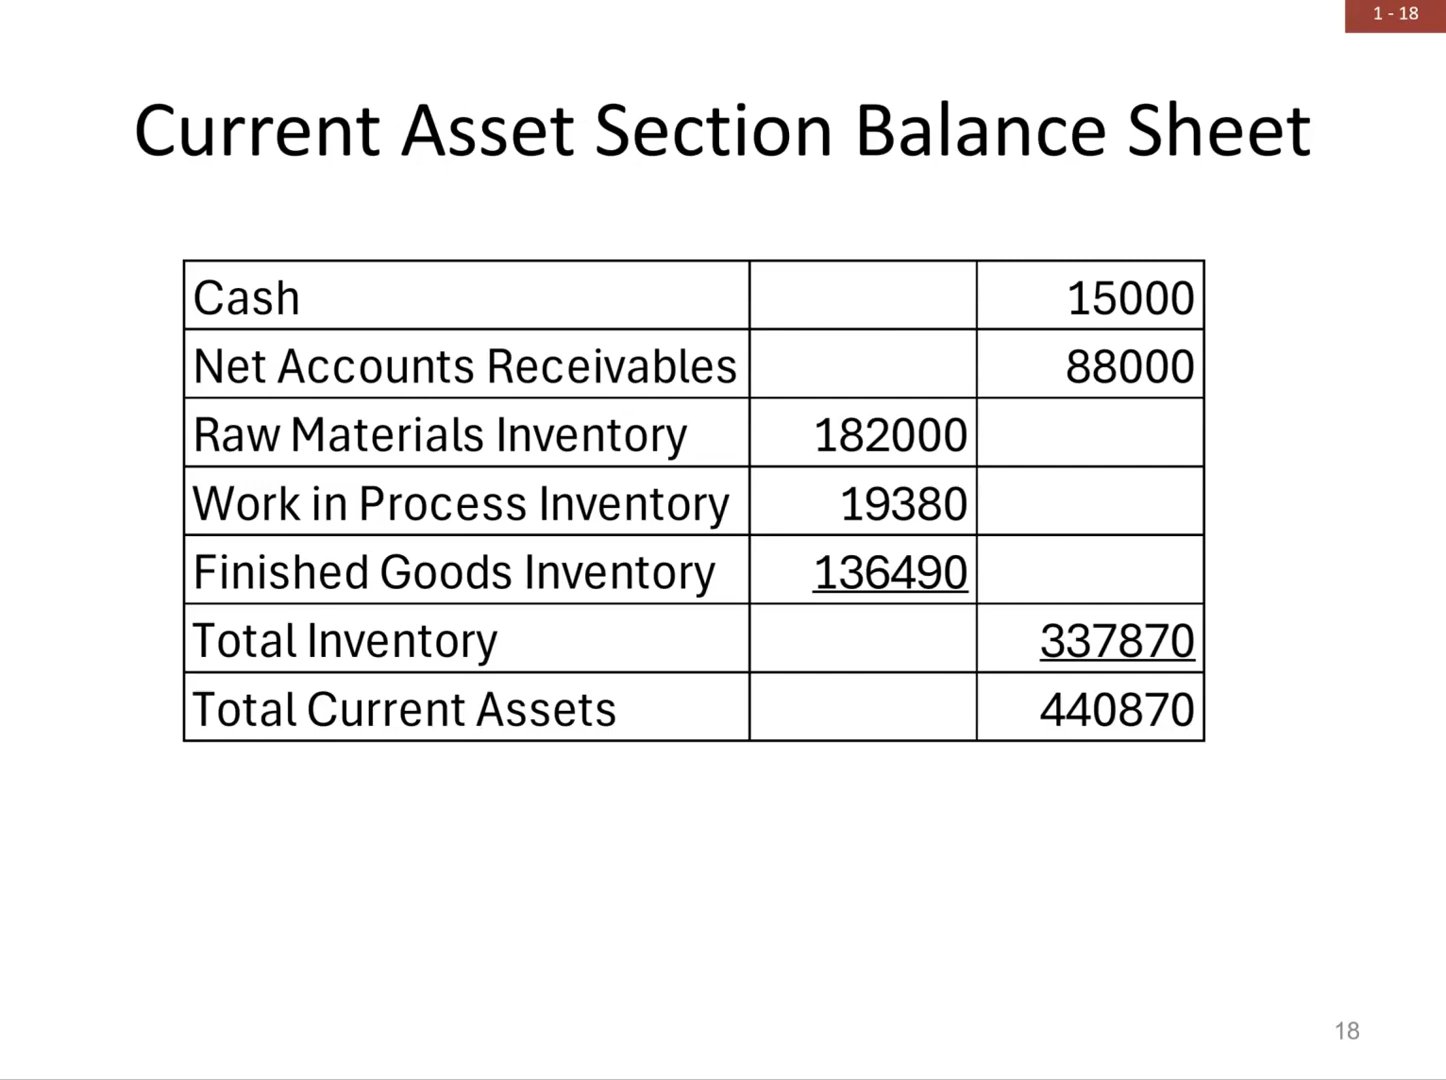 1 - 18
Current Asset Section Balance Sheet
Cash 15000
Net Accounts Receivables 88000
Raw Materials Inventory 182000
Work in Process Inventory 19380
Finished Goods Inventory 136490
Total Inventory 337870
Total Current Assets 440870
18